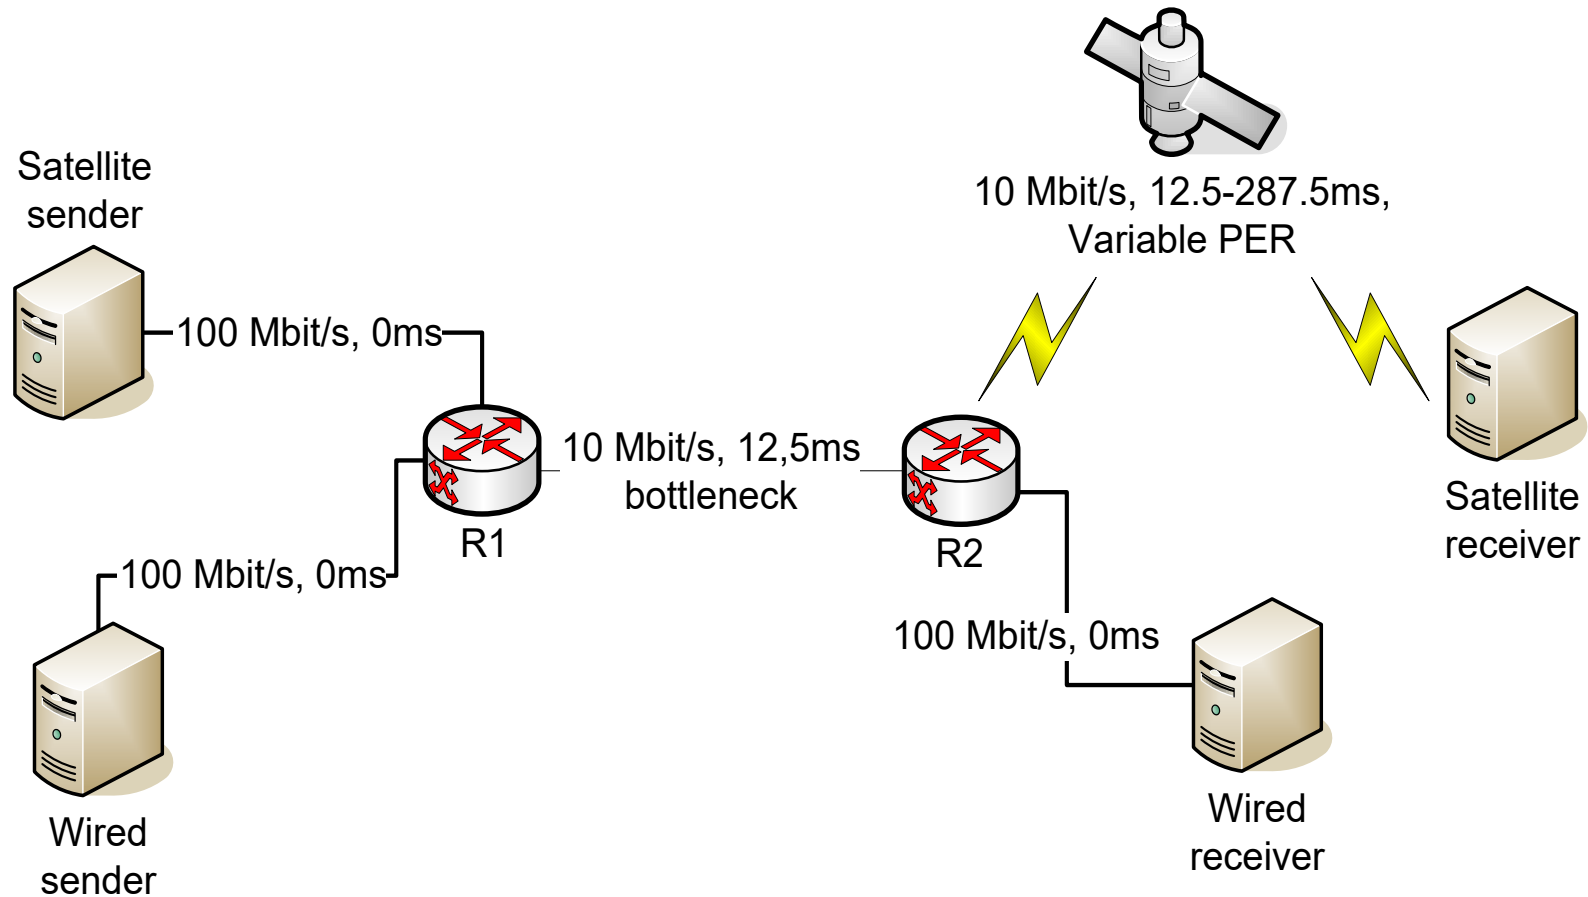 Satellite
sender
10 Mbit/s, 12.5-287.5ms,
Variable PER
100 Mbit/s, 0ms
10 Mbit/s, 12,5ms
bottleneck
R1
R2
Satellite
receiver
100 Mbit/s, 0ms
100 Mbit/s, 0ms
Wired
sender
Wired
receiver